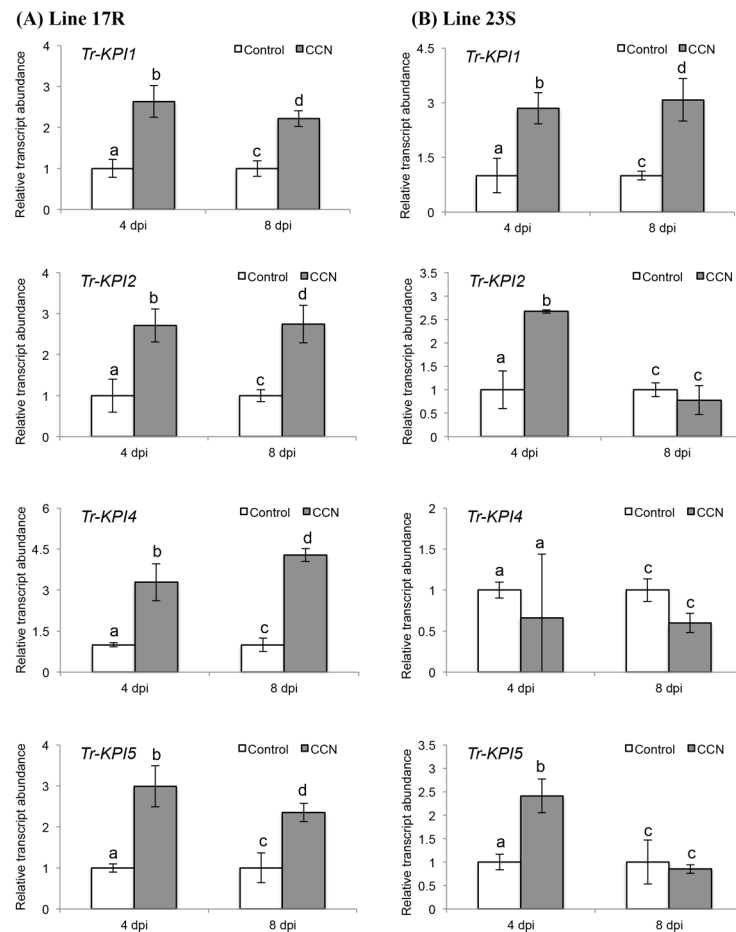 (A) Line 17R
Relative transcript abundance
Tr-KPI1
Control CCN
4
3
2
1
0
a
b
c
d
4 dpi
8 dpi
Relative transcript abundance
Tr-KPI2
Control CCN
4
3
2
1
0
a
b
c
d
4 dpi
8 dpi
Relative transcript abundance
Tr-KPI4
Control CCN
6
4.5
3
1.5
0
a
b
c
d
4 dpi
8 dpi
Relative transcript abundance
Tr-KPI5
Control CCN
4
3
2
1
0
a
b
c
d
4 dpi
8 dpi
(B) Line 23S
Relative transcript abundance
Tr-KPI1
Control CCN
4.5
3
1.5
0
a
b
c
d
4 dpi
8 dpi
Relative transcript abundance
Tr-KPI2
Control CCN
3.5
3
2.5
2
1.5
1
0.5
0
a
b
c
c
4 dpi
8 dpi
Relative transcript abundance
Tr-KPI4
Control CCN
2
1.5
1
0.5
0
a
a
c
c
4 dpi
8 dpi
Relative transcript abundance
Tr-KPI5
Control CCN
3.5
3
2.5
2
1.5
1
0.5
0
a
b
c
c
4 dpi
8 dpi